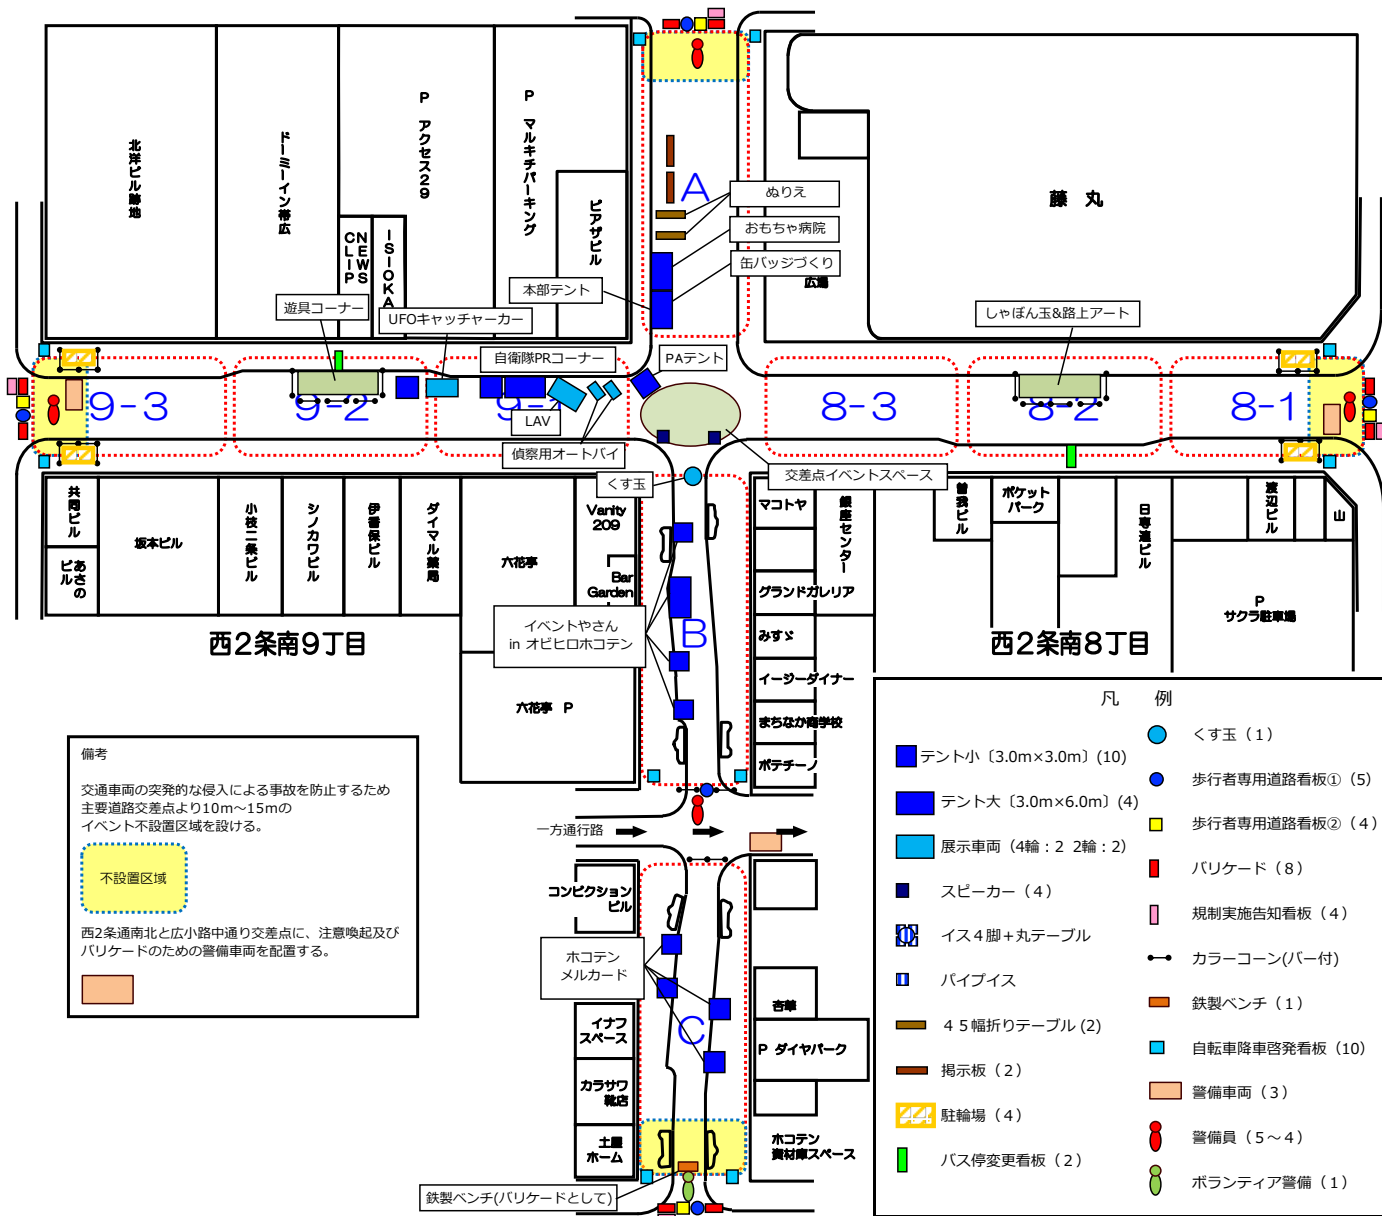 北洋ビル跡地
ドーミーイン帯広
P アクセス29
NEWS
CLIP
ISIOKA
P マルキチパーキング
ピアザビル
A
ぬりえ
おもちゃ病院
缶バッジづくり
広場
藤 丸
本部テント
遊具コーナー
UFOキャッチャーカー
自衛隊PRコーナー
PAテント
しゃぼん玉&路上アート
9-3
9-2
9-1
8-3
8-2
8-1
LAV
偵察用オートバイ
くす玉
交差点イベントスペース
共同ビル
あさの
ビル
坂本ビル
小枝二条ビル
シノカワビル
伊香保ビル
ダイマル薬局
六花亭
Vanity
209
Bar
Garden
マコトヤ
銀座センター
曽我ビル
ポケット
パーク
日専連ビル
渡辺ビル
山
グランドガレリア
みすゞ
イージーダイナー
まちなか商学校
ポテチーノ
P
サクラ駐車場
西2条南9丁目
西2条南8丁目
イベントやさん
in オビヒロホコテン
B
六花亭 P
一方通行路
備考
交通車両の突発的な侵入による事故を防止するため
主要道路交差点より10m〜15mの
イベント不設置区域を設ける。
不設置区域
西2条通南北と広小路中通り交差点に、注意喚起及び
バリケードのための警備車両を配置する。
コンビクション
ビル
ホコテン
メルカード
C
イナフ
スペース
カラサワ
靴店
土屋
ホーム
杏華
P ダイヤパーク
ホコテン
資材庫スペース
鉄製ベンチ(バリケードとして)
凡 例
テント小〔3.0m×3.0m〕(10)
テント大〔3.0m×6.0m〕(4)
展示車両（4輪：2 2輪：2）
スピーカー（4）
イス４脚＋丸テーブル
パイプイス
４５幅折りテーブル (2)
掲示板（2）
駐輪場（4）
バス停変更看板（2）
くす玉（1）
歩行者専用道路看板①（5）
歩行者専用道路看板②（4）
バリケード（8）
規制実施告知看板（4）
カラーコーン(バー付)
鉄製ベンチ（1）
自転車降車啓発看板（10）
警備車両（3）
警備員（5〜4）
ボランティア警備（1）